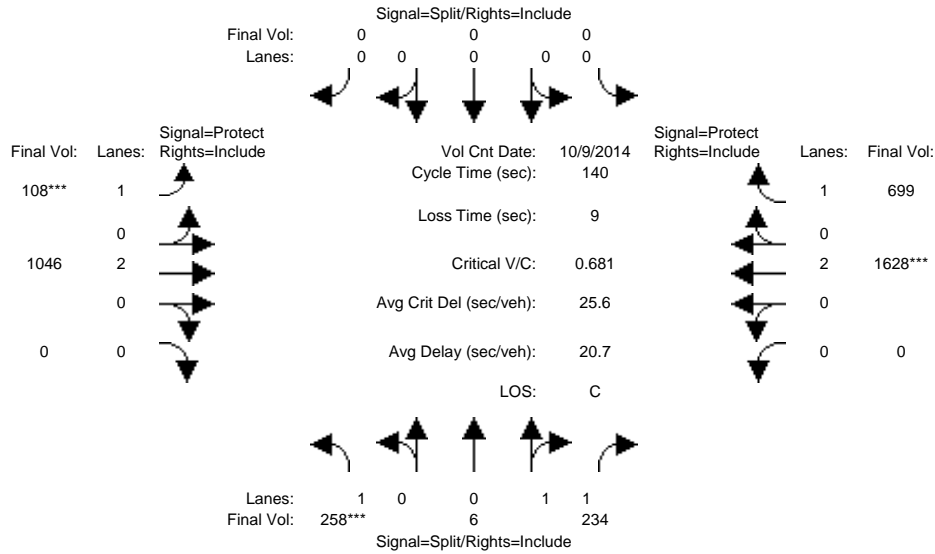 Signal=Split/Rights=Include
Final Vol: 0 0 0
Lanes: 0 0 0 0 0
Signal=Protect Signal=Protect
Final Vol: Lanes: Rights=Include Vol Cnt Date: 10/9/2014 Rights=Include Lanes: Final Vol:
Cycle Time (sec): 140
108*** 1 1 699
Loss Time (sec): 9
0 0
1046 2 Critical V/C: 0.681 2 1628***
0 Avg Crit Del (sec/veh): 25.6 0
0 0 Avg Delay (sec/veh): 20.7 0 0
LOS: C
Lanes: 1 0 0 1 1
Final Vol: 258*** 6 234
Signal=Split/Rights=Include